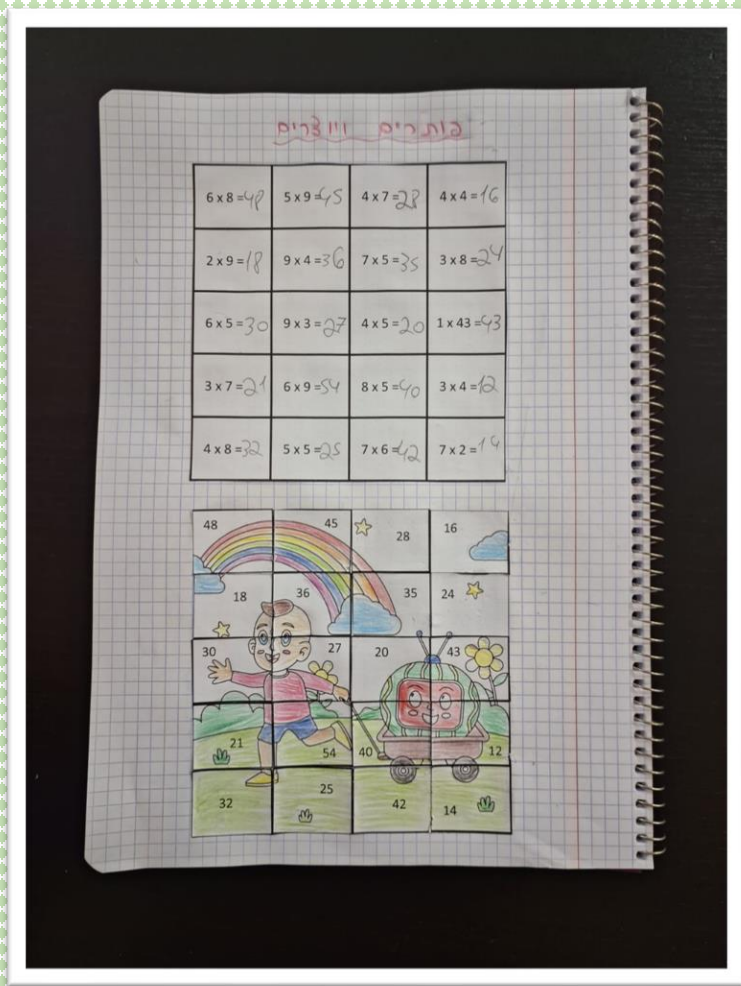 פותרים ויוצרים
6 x 8 =48 5 x 9 =45 4 x 7 =28 4 x 4 =16
2 x 9 =18 9 x 4 =36 7 x 5 =35 3 x 8 =24
6 x 5 =30 9 x 3 =27 4 x 5 =20 1 x 43 =43
3 x 7 =21 6 x 9 =54 8 x 5 =40 3 x 4 =12
4 x 8 =32 5 x 5 =25 7 x 6 =42 7 x 2 =14
48 45 28 16
18 36 35 24
30 27 20 43
21 54 40 12
32 25 42 14